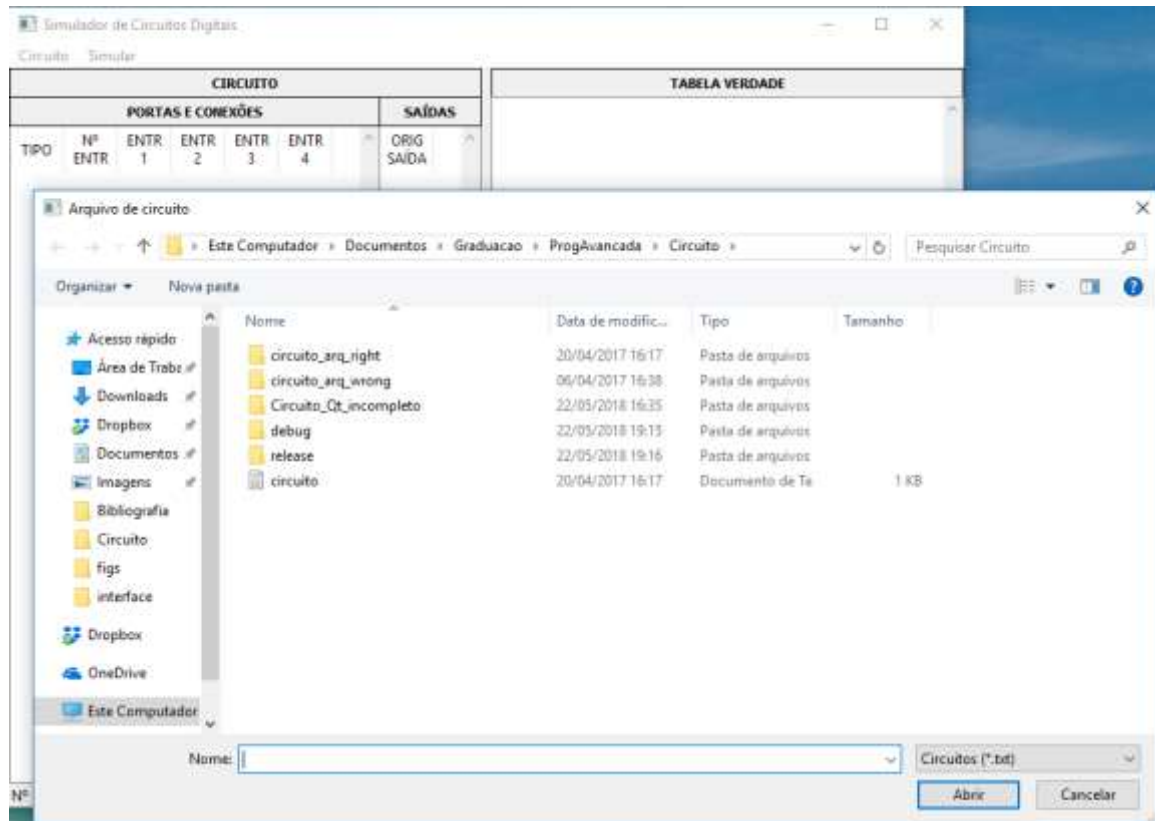 Simulador de Circuitos Digitais
Circuito Simular
CIRCUITO
TABELA VERDADE
PORTAS E CONEXÕES
SAÍDAS
TIPO
Nº ENTR
ENTR 1
ENTR 2
ENTR 3
ENTR 4
ORIG SAÍDA
Arquivo de circuito
Este Computador Documentos Graduacao ProgAvancada Circuito
Pesquisar Circuito
Organizar Nova pasta
Nome Data de modific... Tipo Tamanho
Acesso rápido
Área de Traba
Downloads
Dropbox
Documentos
Imagens
Bibliografia
Circuito
figs
interface
Dropbox
OneDrive
Este Computador
circuito_arq_right 20/04/2017 16:17 Pasta de arquivos
circuito_arq_wrong 06/04/2017 16:38 Pasta de arquivos
Circuito_Qt_incompleto 22/05/2018 16:35 Pasta de arquivos
debug 22/05/2018 19:15 Pasta de arquivos
release 22/05/2018 19:16 Pasta de arquivos
circuito 20/04/2017 16:17 Documento de Te 1 KB
Nome:
Circuitos (*.txt)
Abrir Cancelar
Nº